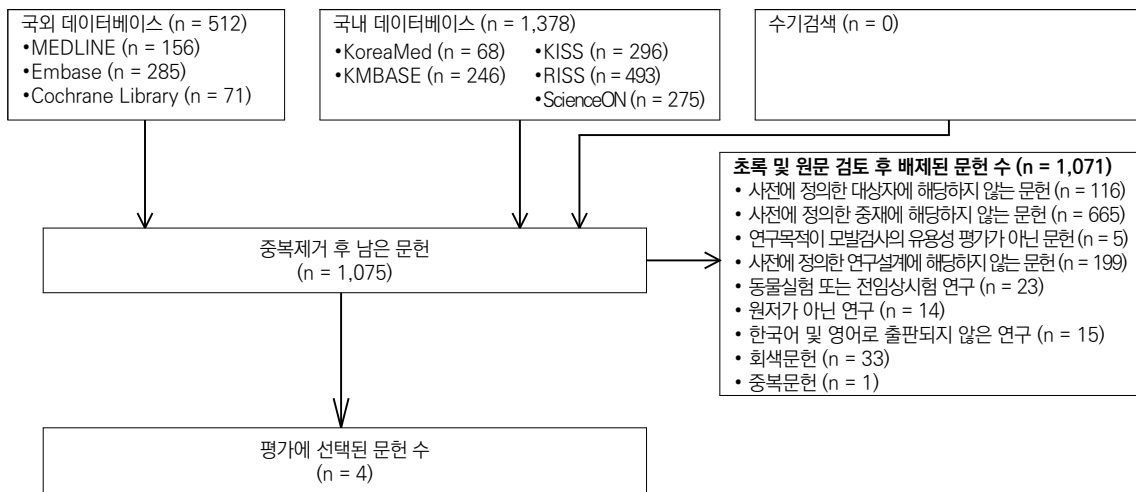 국외 데이터베이스 (n = 512)
•MEDLINE (n = 156)
•Embase (n = 285)
•Cochrane Library (n = 71)
국내 데이터베이스 (n = 1,378)
•KoreaMed (n = 68) •KISS (n = 296)
•KMBASE (n = 246) •RISS (n = 493)
•ScienceON (n = 275)
수기검색 (n = 0)
초록 및 원문 검토 후 배제된 문헌 수 (n = 1,071)
• 사전에 정의한 대상자에 해당하지 않는 문헌 (n = 116)
• 사전에 정의한 중재에 해당하지 않는 문헌 (n = 665)
• 연구목적이 모발검사의 유용성 평가가 아닌 문헌 (n = 5)
• 사전에 정의한 연구설계에 해당하지 않는 문헌 (n = 199)
• 동물실험 또는 전임상시험 연구 (n = 23)
• 원저가 아닌 연구 (n = 14)
• 한국어 및 영어로 출판되지 않은 연구 (n = 15)
• 회색문헌 (n = 33)
• 중복문헌 (n = 1)
중복제거 후 남은 문헌
(n = 1,075)
평가에 선택된 문헌 수
(n = 4)